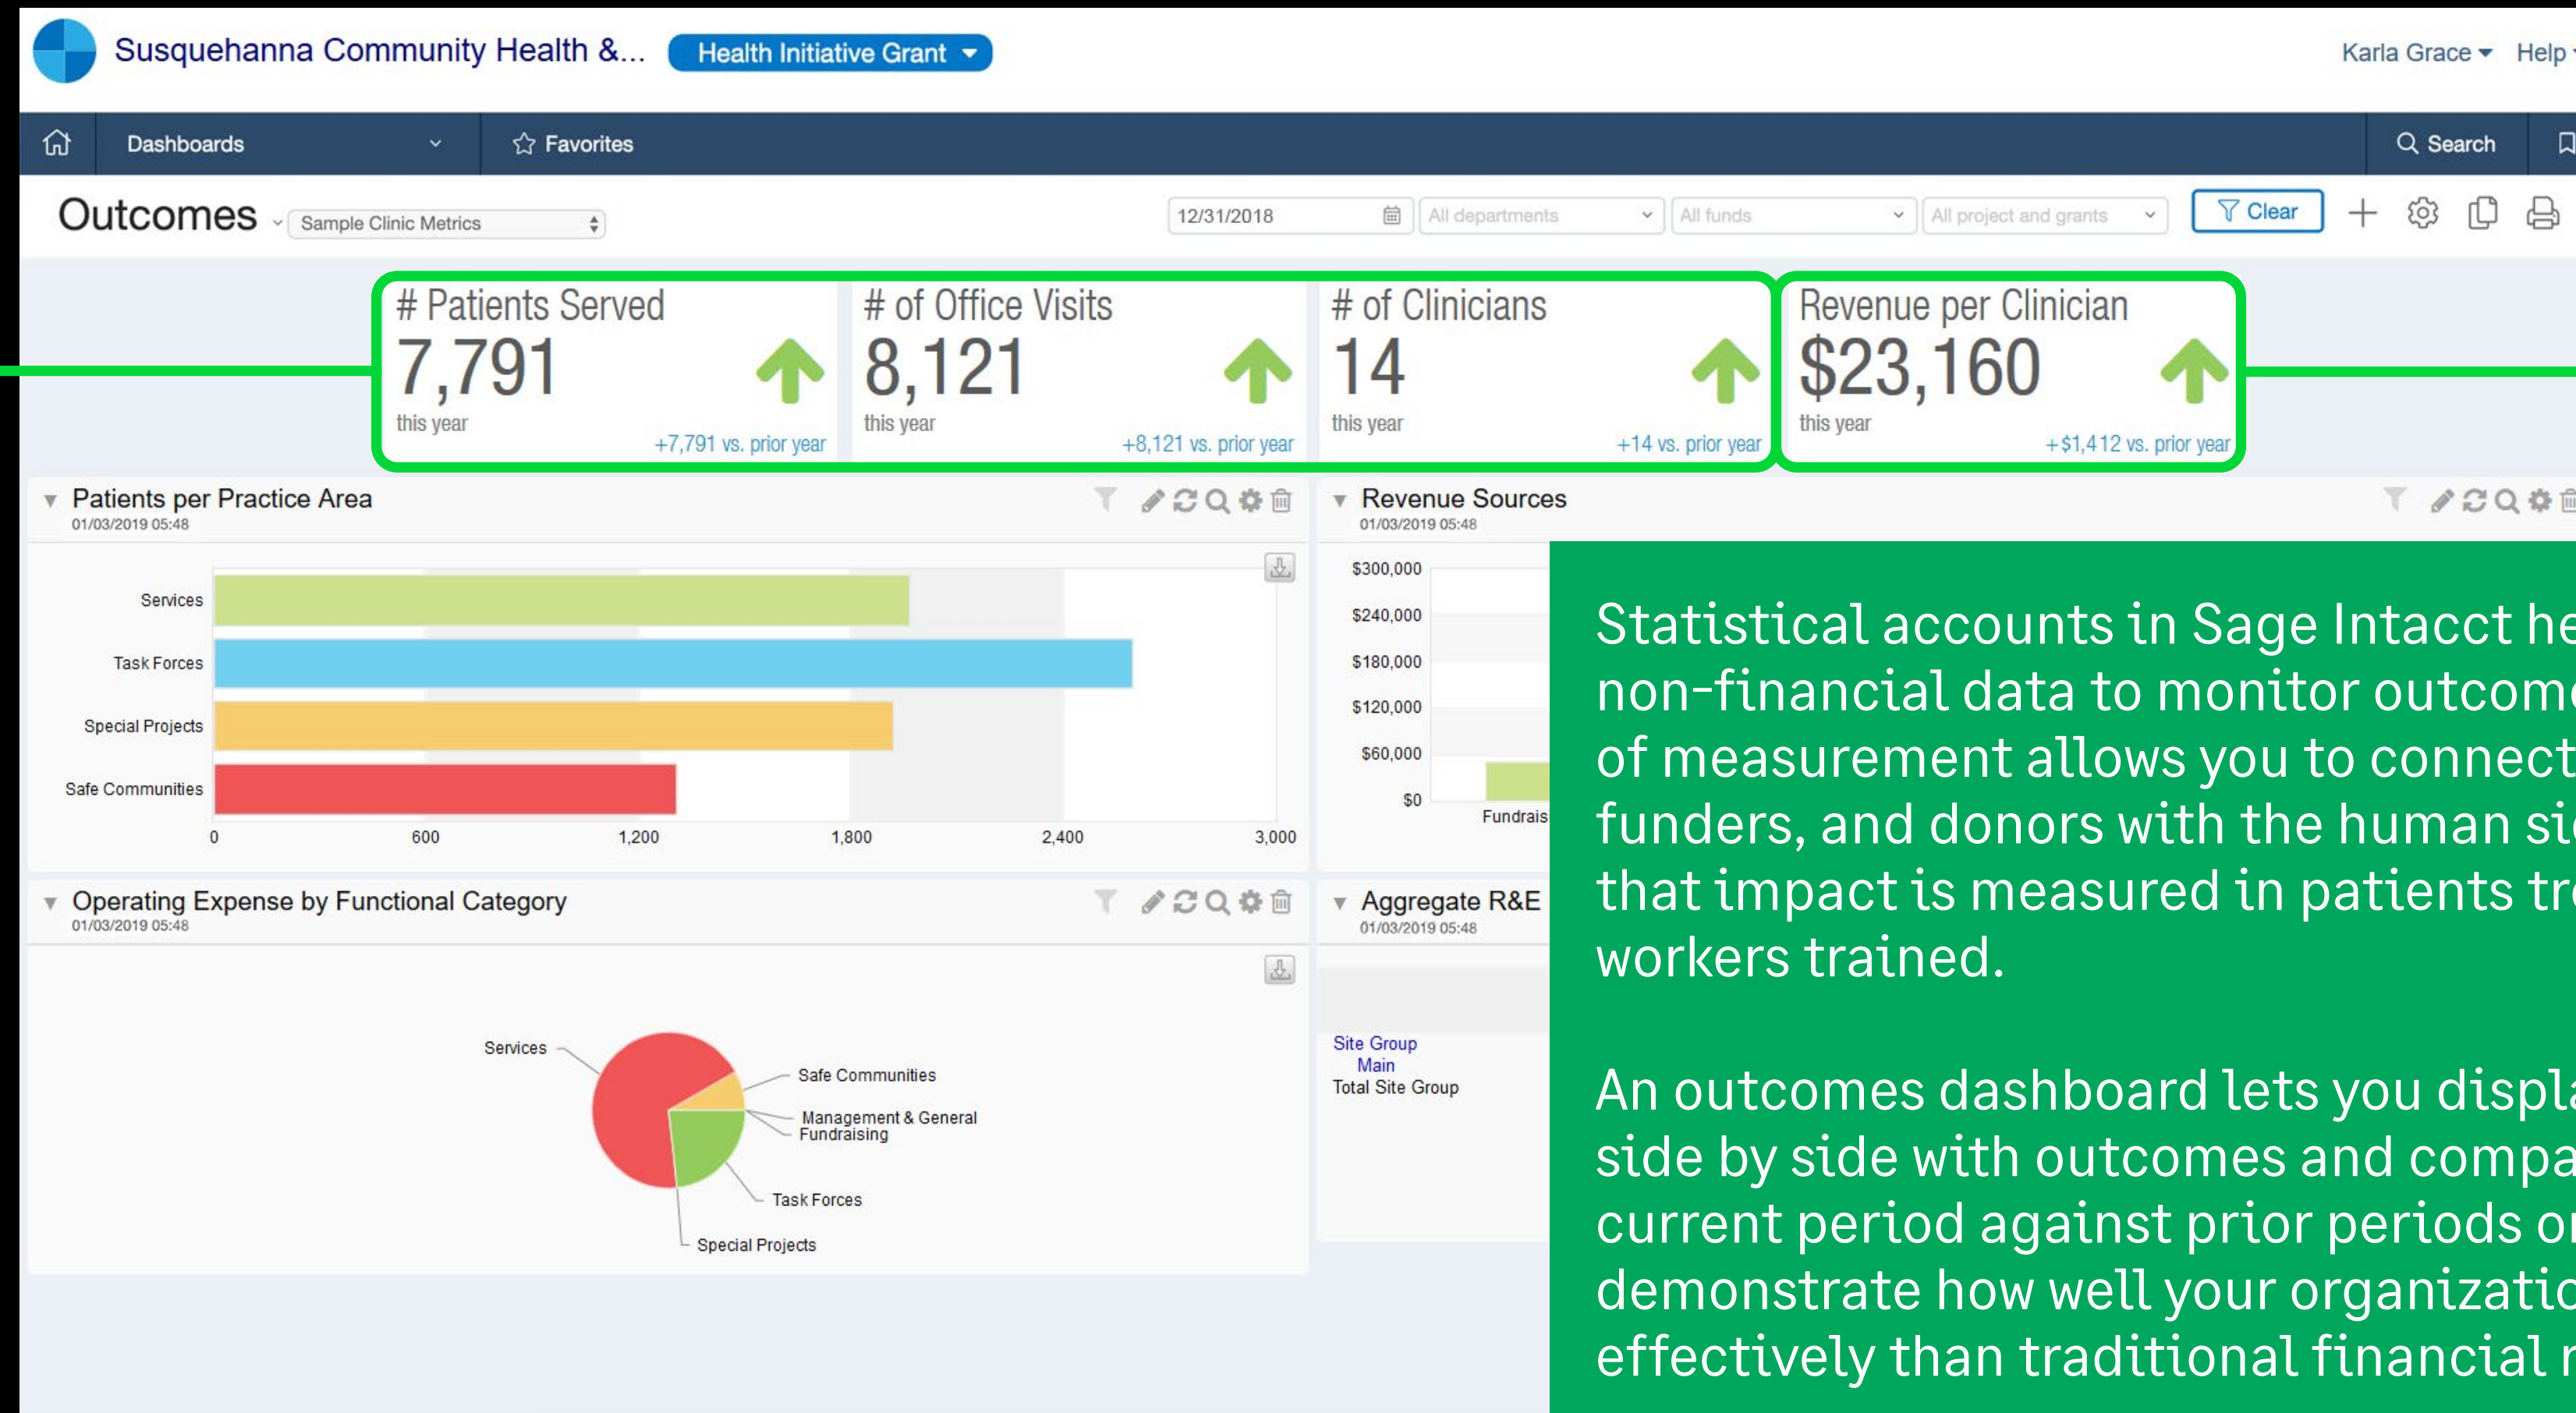 Susquehanna Community Health &... Health Initiative Grant Karla Grace Help
Dashboards Favorites Search
Outcomes Sample Clinic Metrics 12/31/2018 All departments All funds All project and grants Clear
# Patients Served
7,791
this year
+7,791 vs. prior year
# of Office Visits
8,121
this year
+8,121 vs. prior year
# of Clinicians
14
this year
+14 vs. prior year
Revenue per Clinician
$23,160
this year
+$1,412 vs. prior year
Patients per Practice Area
01/03/2019 05:48
Services
Task Forces
Special Projects
Safe Communities
0 600 1,200 1,800 2,400 3,000
Revenue Sources
01/03/2019 05:48
$300,000
$240,000
$180,000
$120,000
$60,000
$0
Fundrais
Operating Expense by Functional Category
01/03/2019 05:48
Services
Safe Communities
Management & General
Fundraising
Task Forces
Special Projects
Aggregate R&E
01/03/2019 05:48
Site Group
Main
Total Site Group
Statistical accounts in Sage Intacct he
non-financial data to monitor outcome
of measurement allows you to connect
funders, and donors with the human si
that impact is measured in patients tre
workers trained.
An outcomes dashboard lets you displa
side by side with outcomes and compa
current period against prior periods or
demonstrate how well your organizatio
effectively than traditional financial r